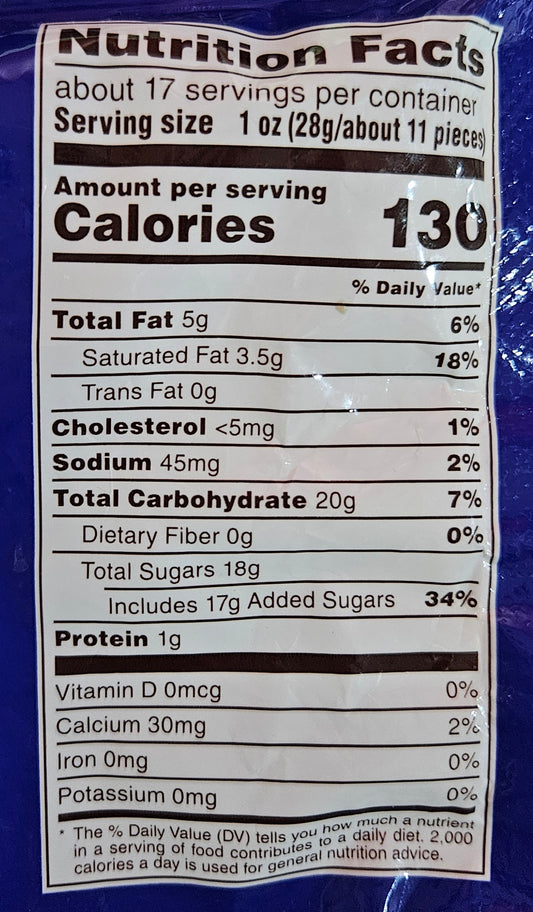 Nutrition Facts
about 17 servings per container
Serving size 1 oz (28g/about 11 pieces)
Amount per serving
Calories 130
% Daily Value*
Total Fat 5g 6%
Saturated Fat 3.5g 18%
Trans Fat 0g
Cholesterol <5mg 1%
Sodium 45mg 2%
Total Carbohydrate 20g 7%
Dietary Fiber 0g 0%
Total Sugars 18g
Includes 17g Added Sugars 34%
Protein 1g
Vitamin D 0mcg 0%
Calcium 30mg 2%
Iron 0mg 0%
Potassium 0mg 0%
* The % Daily Value (DV) tells you how much a nutrient
in a serving of food contributes to a daily diet. 2,000
calories a day is used for general nutrition advice.